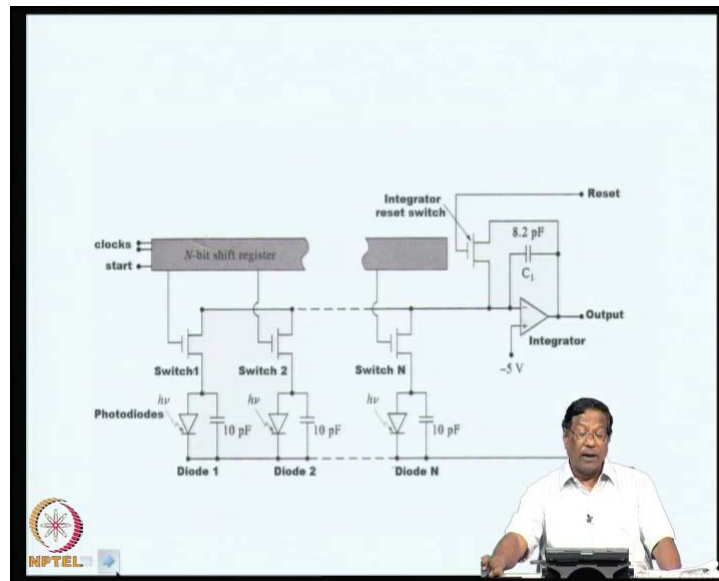 Reset
Integrator
reset switch
8.2 pF
C₁
clocks
N-bit shift register
start
Output
Integrator
-5 V
Switch1
Switch 2
Switch N
hν
hν
hν
Photodiodes
10 pF
10 pF
10 pF
Diode 1
Diode 2
Diode N
NPTEL